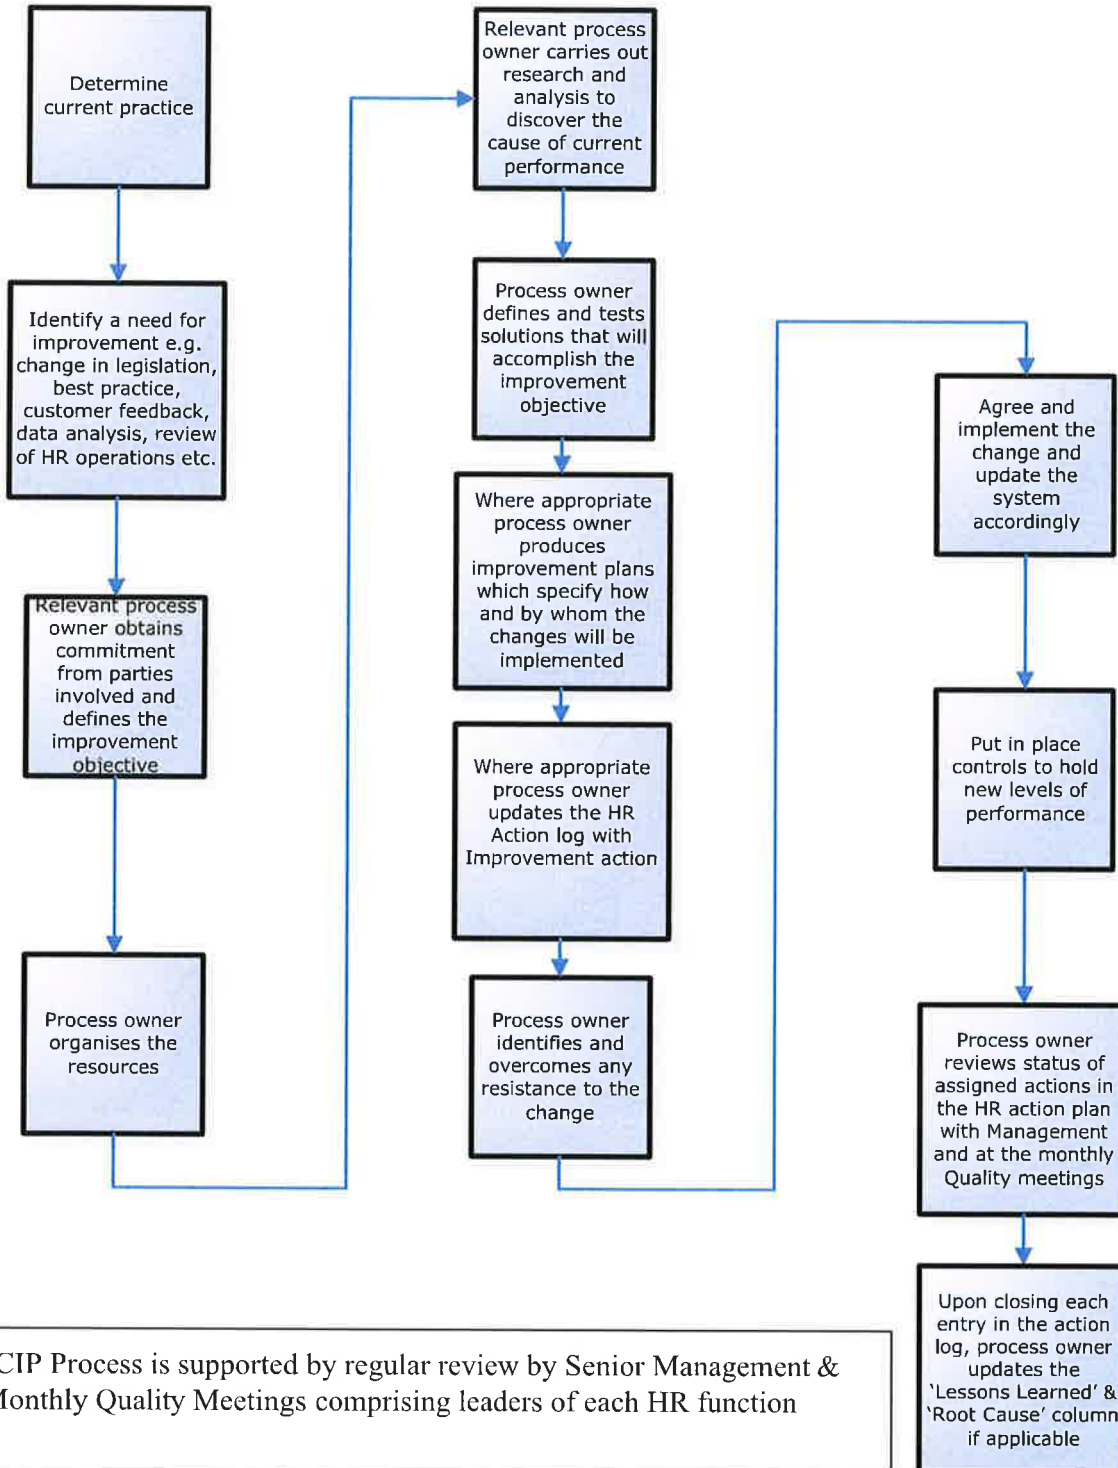 Determine
current practice
Identify a need for
improvement e.g.
change in legislation,
best practice,
customer feedback,
data analysis, review
of HR operations etc.
Relevant process
owner obtains
commitment
from parties
involved and
defines the
improvement
objective
Process owner
organises the
resources
Relevant process
owner carries out
research and
analysis to
discover the
cause of current
performance
Process owner
defines and tests
solutions that will
accomplish the
improvement
objective
Where appropriate
process owner
produces
improvement plans
which specify how
and by whom the
changes will be
implemented
Where appropriate
process owner
updates the HR
Action log with
Improvement action
Process owner
identifies and
overcomes any
resistance to the
change
Agree and
implement the
change and
update the
system
accordingly
Put in place
controls to hold
new levels of
performance
Process owner
reviews status of
assigned actions in
the HR action plan
with Management
and at the monthly
Quality meetings
Upon closing each
entry in the action
log, process owner
updates the
‘Lessons Learned’ &
‘Root Cause’ column
if applicable
CIP Process is supported by regular review by Senior Management &
Monthly Quality Meetings comprising leaders of each HR function